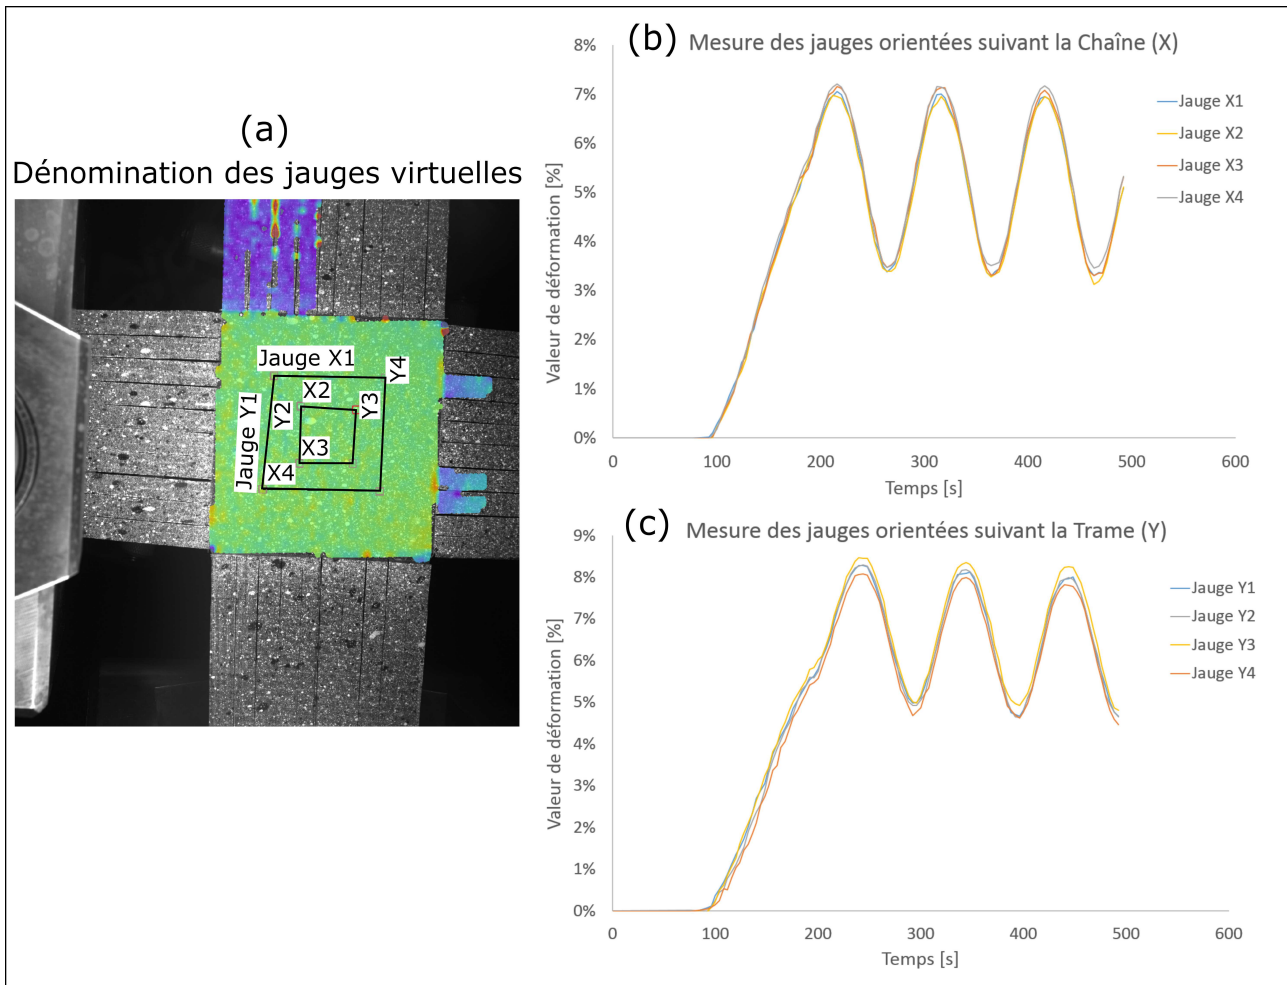 (a)
Dénomination des jauges virtuelles
Jauge X1
X2
Y4
Y3
Y2
Jauge Y1
X3
X4
(b) Mesure des jauges orientées suivant la Chaîne (X)
Valeur de déformation [%]
8%
7%
6%
5%
4%
3%
2%
1%
0%
0 100 200 300 400 500 600
Temps [s]
Jauge X1
Jauge X2
Jauge X3
Jauge X4
(c) Mesure des jauges orientées suivant la Trame (Y)
Valeur de déformation [%]
9%
8%
7%
6%
5%
4%
3%
2%
1%
0%
0 100 200 300 400 500 600
Temps [s]
Jauge Y1
Jauge Y2
Jauge Y3
Jauge Y4